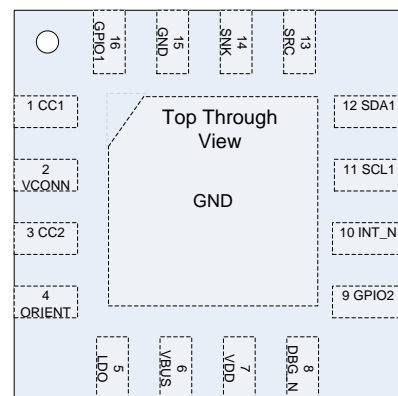 16
GPIO1
15
GND
14
SNK
13
SRC
1 CC1
2
VCONN
3 CC2
4
ORIENT
Top Through
View
GND
12 SDA1
11 SCL1
10 INT_N
9 GPIO2
5
LDO
6
VBUS
7
VDD
8
DBG_N